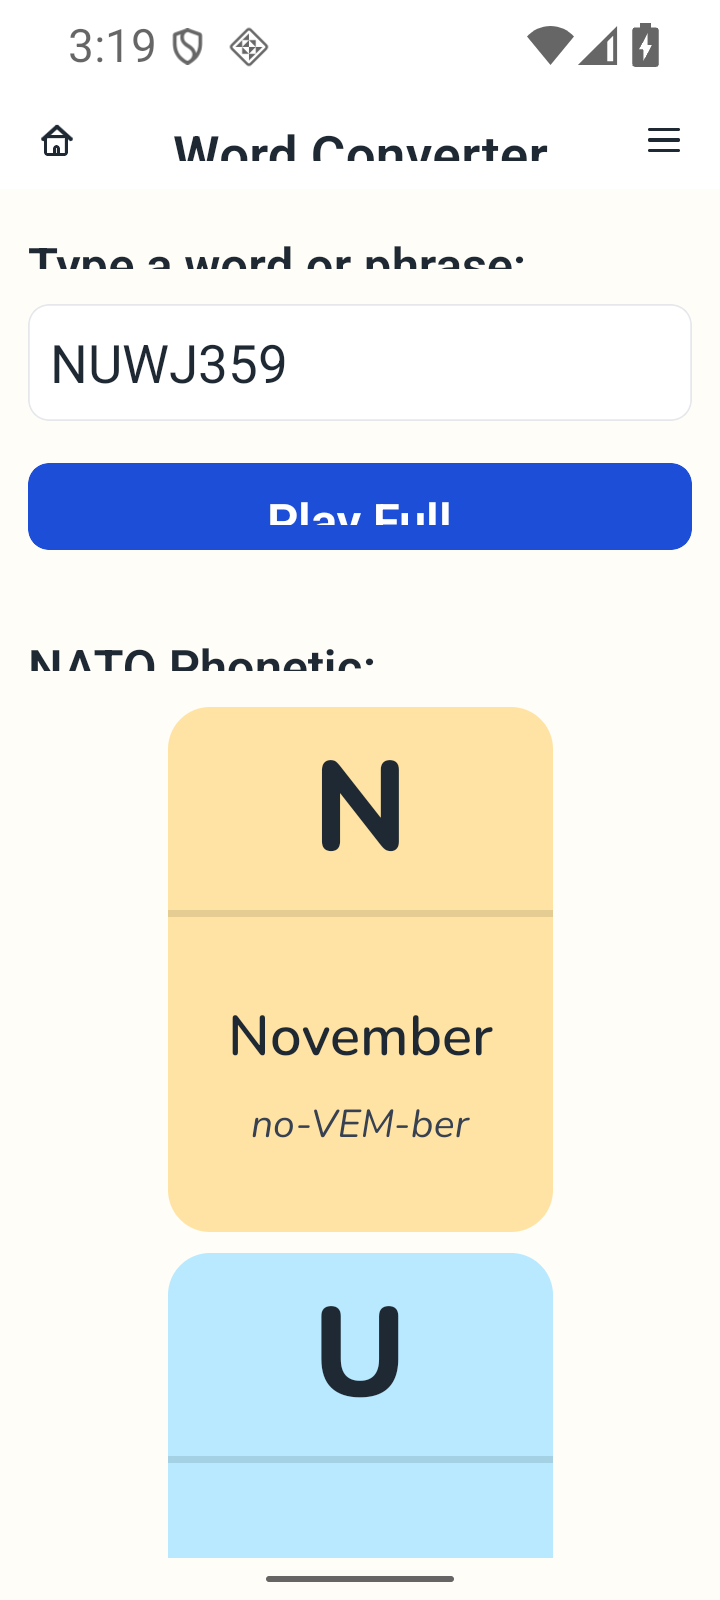 3:19
Word Converter
Type a word or phrase:
NUWJ359
Play Full
NATO Phonetic:
N
November
no-VEM-ber
U